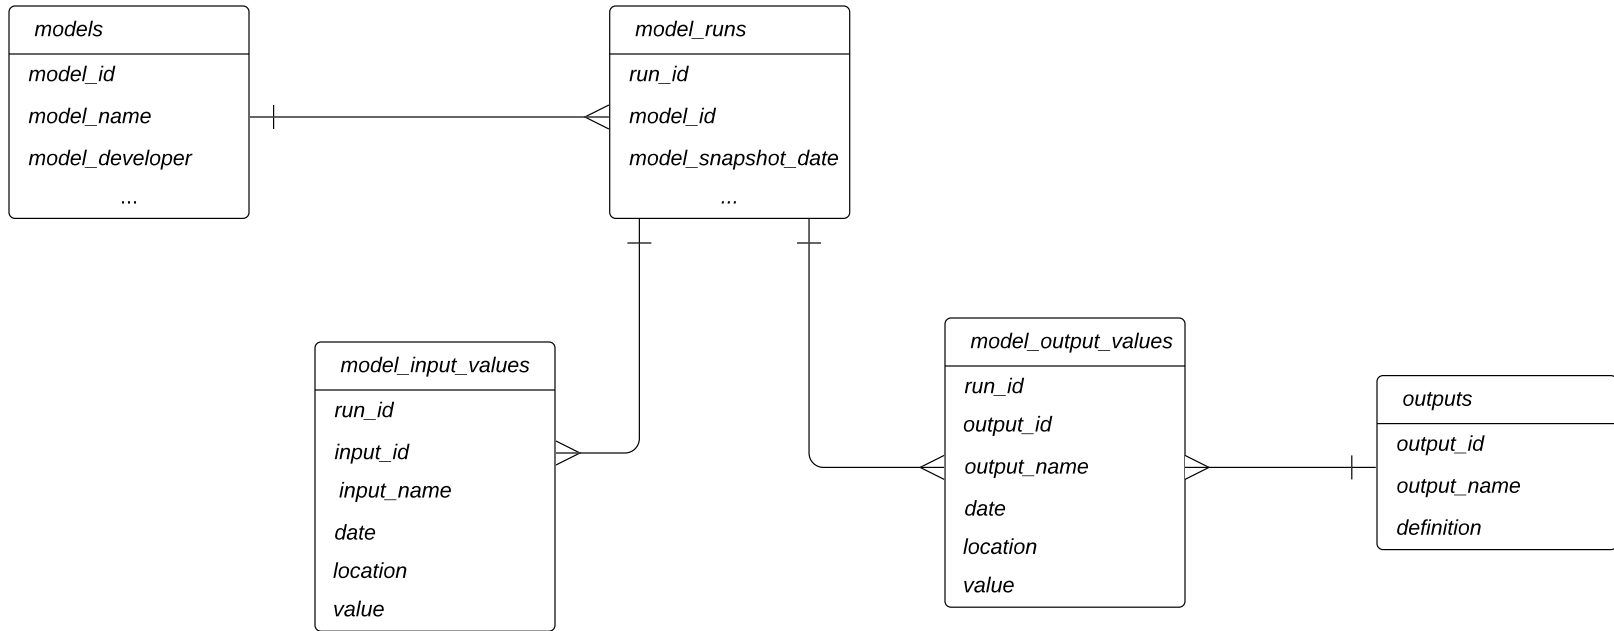 models
model_id
model_name
model_developer
...
model_runs
run_id
model_id
model_snapshot_date
...
model_input_values
run_id
input_id
input_name
date
location
value
model_output_values
run_id
output_id
output_name
date
location
value
outputs
output_id
output_name
definition